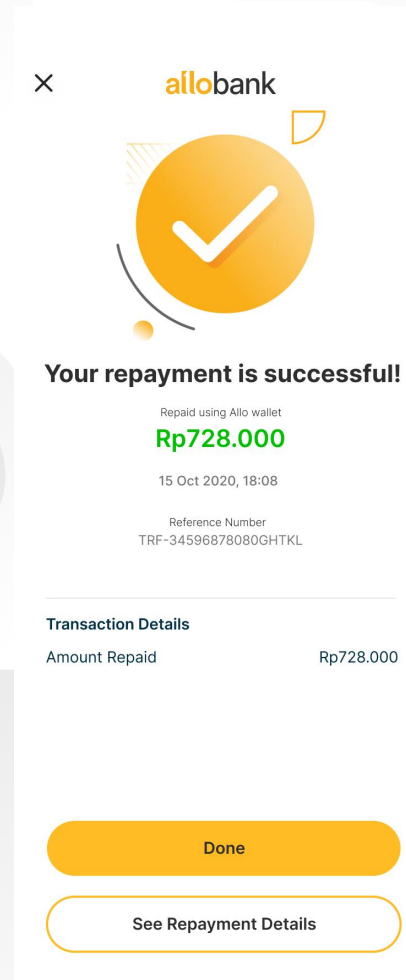 allobank
Your repayment is successful!
Repaid using Allo wallet
Rp728.000
15 Oct 2020, 18:08
Reference Number
TRF-34596878080GHTKL
Transaction Details
Amount Repaid Rp728.000
Done
See Repayment Details